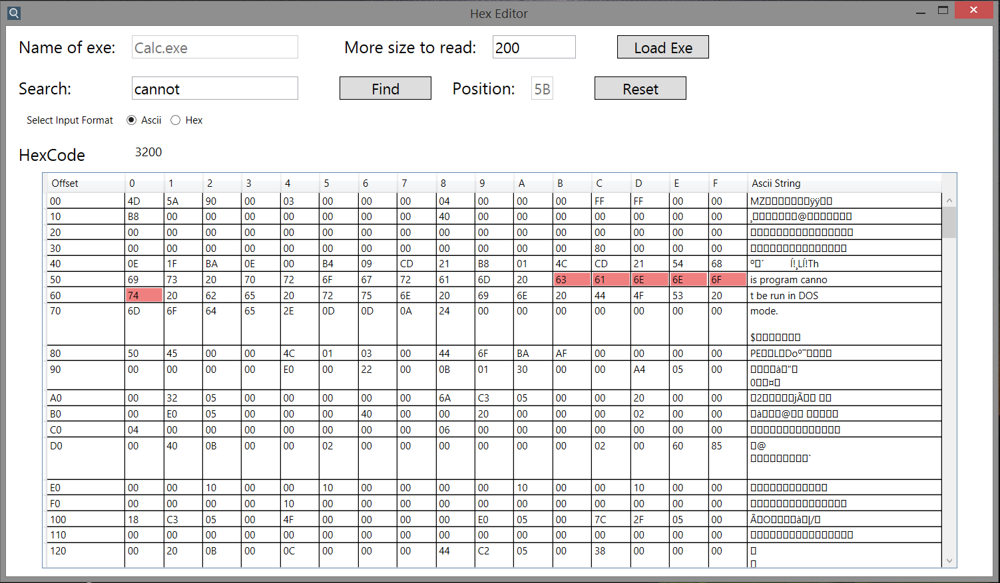 Hex Editor
Name of exe: Calc.exe More size to read: 200 Load Exe
Search: cannot Find Position: 5B Reset
Select Input Format Ascii Hex
HexCode 3200
Offset 0 1 2 3 4 5 6 7 8 9 A B C D E F Ascii String
00 4D 5A 90 00 03 00 00 00 04 00 00 00 FF FF 00 00 MZ▯▯▯▯▯▯▯ÿÿ▯▯
10 B8 00 00 00 00 00 00 00 40 00 00 00 00 00 00 00 ¸▯▯▯▯▯▯▯@▯▯▯▯▯▯▯
20 00 00 00 00 00 00 00 00 00 00 00 00 00 00 00 00 ▯▯▯▯▯▯▯▯▯▯▯▯▯▯▯▯
30 00 00 00 00 00 00 00 00 00 00 00 00 80 00 00 00 ▯▯▯▯▯▯▯▯▯▯▯▯▯▯▯
40 0E 1F BA 0E 00 B4 09 CD 21 B8 01 4C CD 21 54 68 º▯´ Í!¸LÍ!Th
50 69 73 20 70 72 6F 67 72 61 6D 20 63 61 6E 6E 6F is program canno
60 74 20 62 65 20 72 75 6E 20 69 6E 20 44 4F 53 20 t be run in DOS
70 6D 6F 64 65 2E 0D 0D 0A 24 00 00 00 00 00 00 00 mode.
$▯▯▯▯▯▯▯
80 50 45 00 00 4C 01 03 00 44 6F BA AF 00 00 00 00 PE▯▯L▯Doº¯▯▯▯▯
90 00 00 00 00 E0 00 22 00 0B 01 30 00 00 A4 05 00 ▯▯▯▯à▯"▯
0▯▯¤▯
A0 00 32 05 00 00 00 00 00 6A C3 05 00 00 20 00 00 ▯2▯▯▯▯▯jÃ▯▯ ▯▯
B0 00 E0 05 00 00 00 40 00 00 20 00 00 00 02 00 00 ▯à▯▯▯@▯▯ ▯▯▯▯▯
C0 04 00 00 00 00 00 00 00 06 00 00 00 00 00 00 00 ▯▯▯▯▯▯▯▯▯▯▯▯▯▯
D0 00 40 0B 00 00 02 00 00 00 00 00 00 02 00 60 85 ▯@
▯▯▯▯▯▯▯▯▯`
E0 00 00 10 00 00 10 00 00 00 00 10 00 00 10 00 00 ▯▯▯▯▯▯▯▯▯▯▯▯
F0 00 00 00 00 10 00 00 00 00 00 00 00 00 00 00 00 ▯▯▯▯▯▯▯▯▯▯▯▯▯▯▯
100 18 C3 05 00 4F 00 00 00 00 E0 05 00 7C 2F 05 00 Ã▯O▯▯▯▯à▯|/▯
110 00 00 00 00 00 00 00 00 00 00 00 00 00 00 00 00 ▯▯▯▯▯▯▯▯▯▯▯▯▯▯▯▯
120 00 20 0B 00 0C 00 00 00 44 C2 05 00 38 00 00 00 ▯
▯